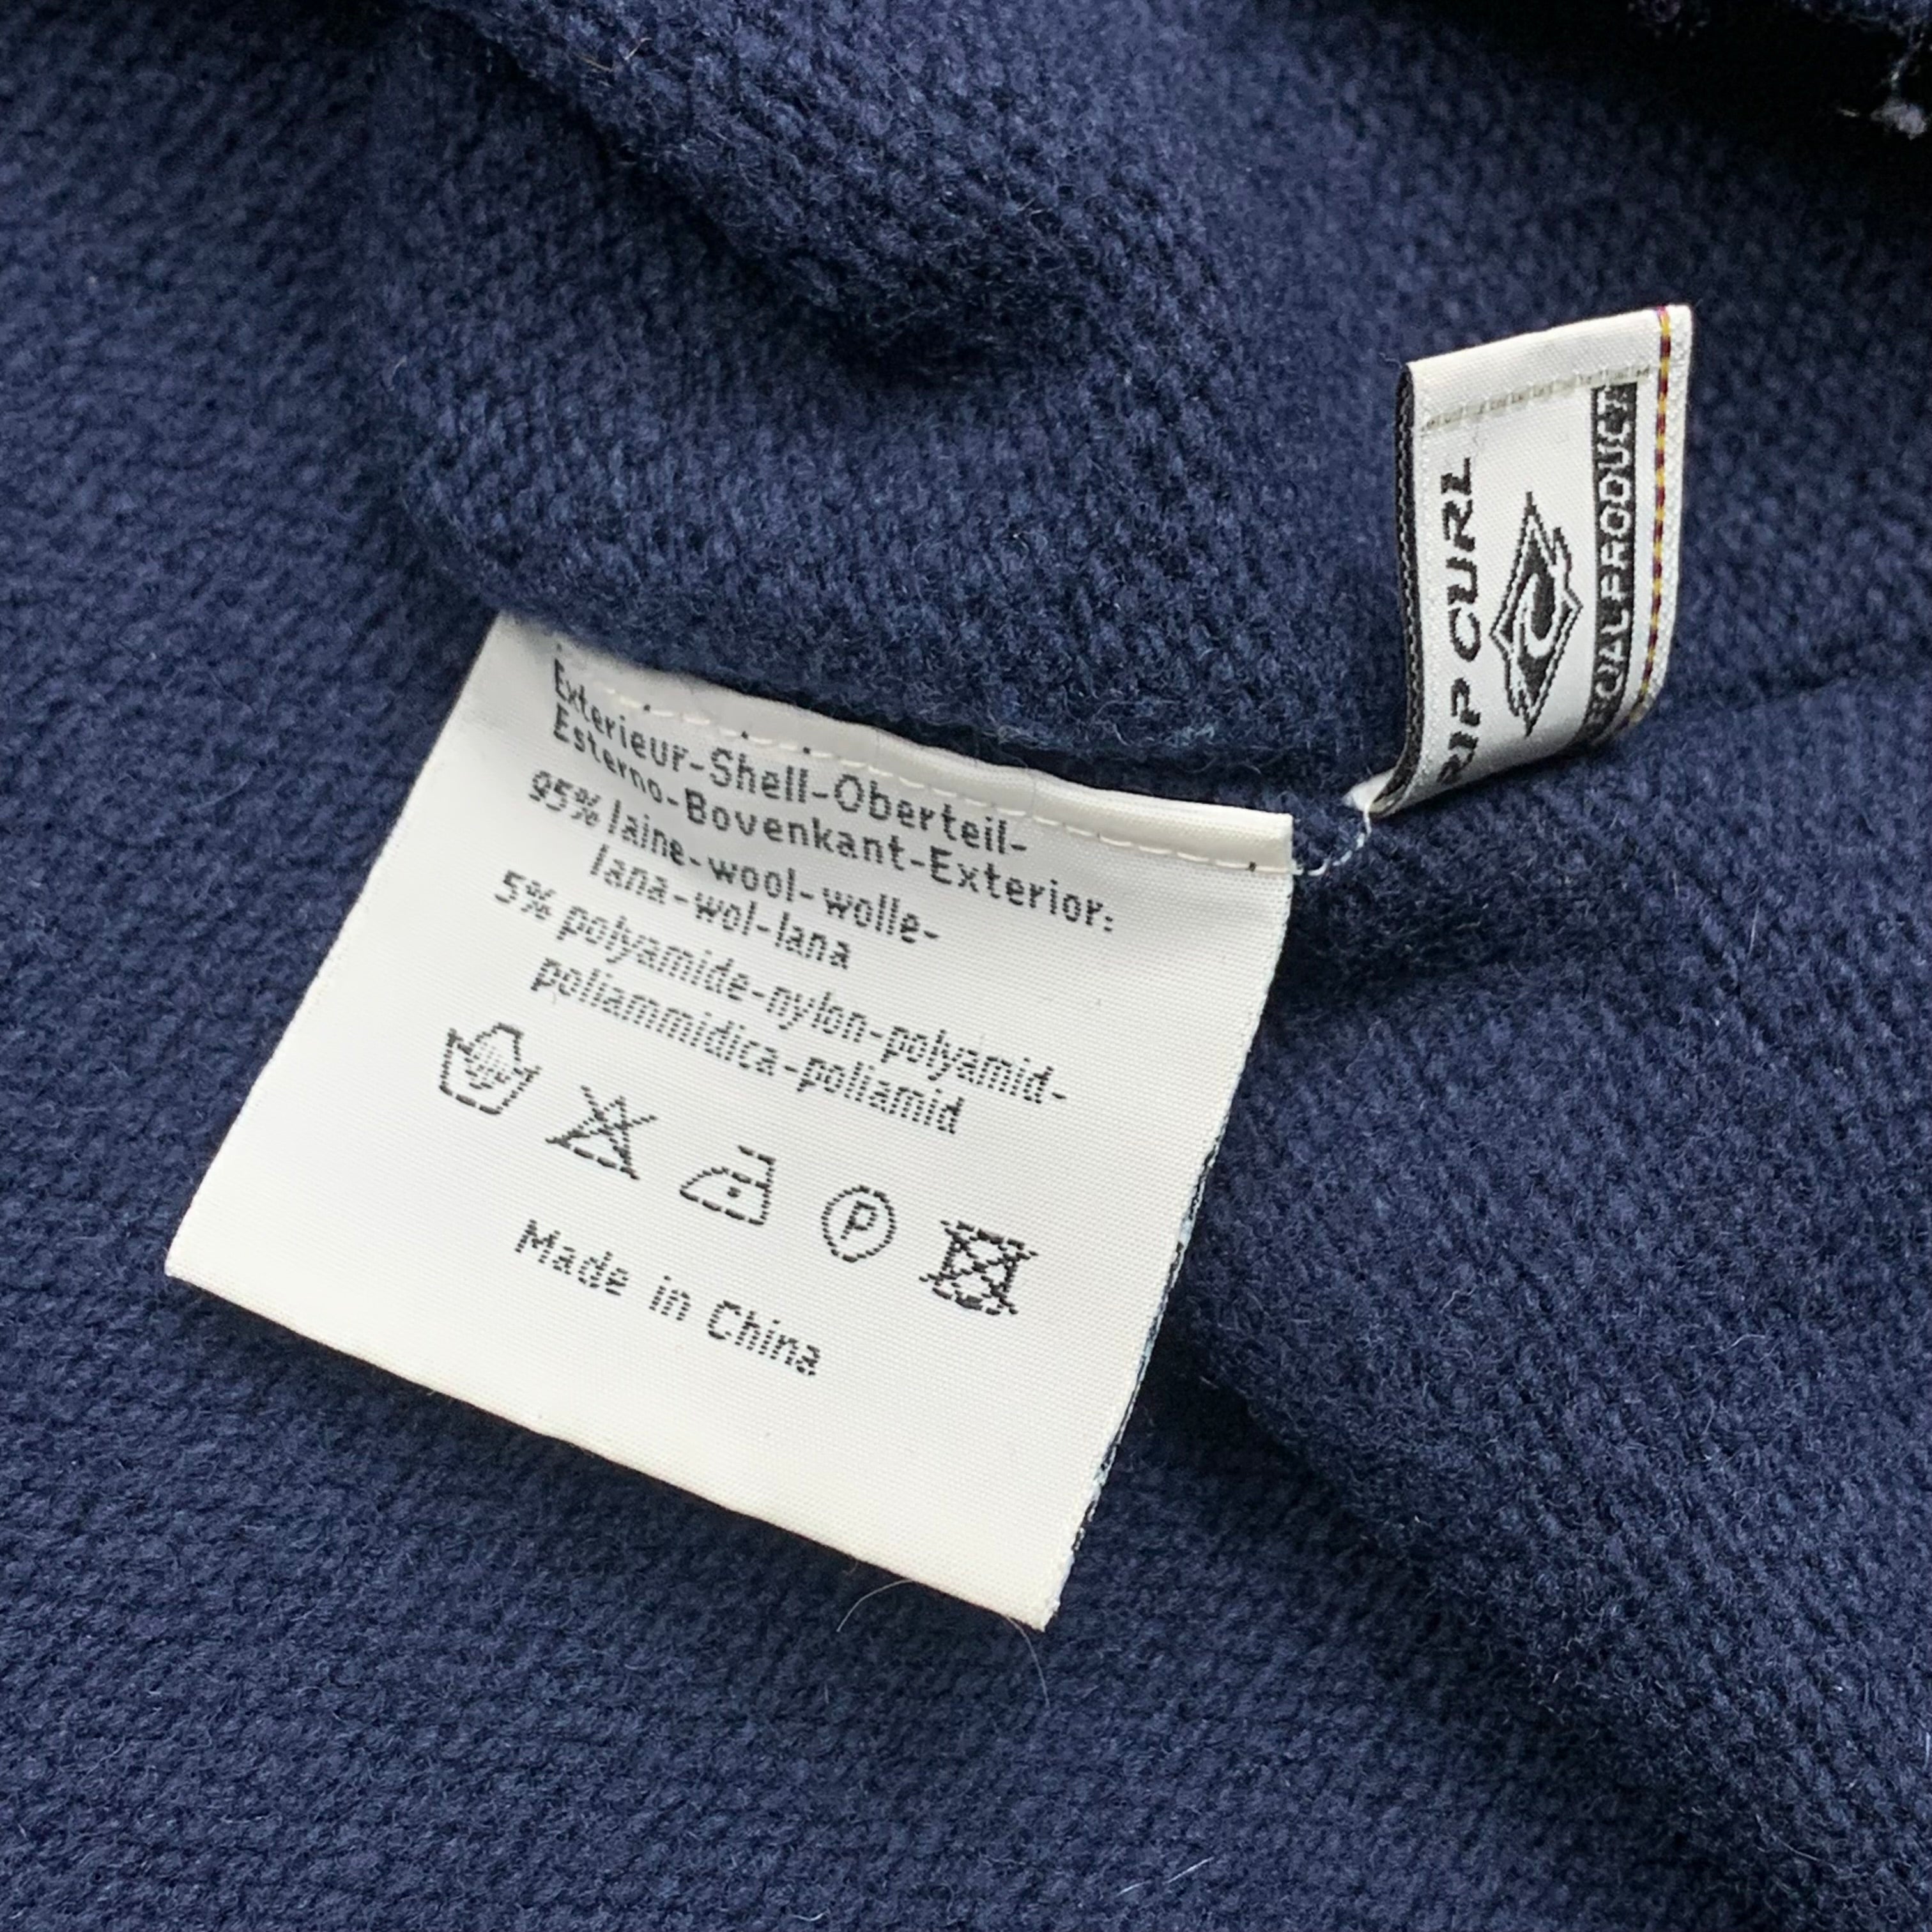 Exterieur-Shell-Oberteil-
Esterno-Bovenkant-Exterior:
95% laine-wool-wolle-
lana-wol-lana
5% polyamide-nylon-polyamid-
poliammidica-poliamid
P
Made in China
RIP CURL
PRODUCT